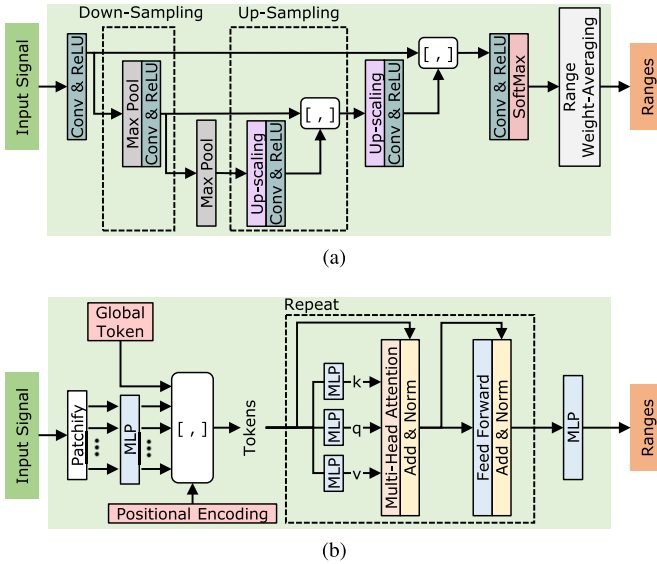 Down-Sampling
Up-Sampling
Input Signal
Conv & ReLU
Max Pool
Conv & ReLU
Max Pool
Up-scaling
Conv & ReLU
[ , ]
Up-scaling
Conv & ReLU
[ , ]
Conv & ReLU
SoftMax
Range
Weight-Averaging
Ranges
(a)
Input Signal
Global
Token
Patchify
...
MLP
...
[ , ]
Positional Encoding
Tokens
Repeat
MLP
k
MLP
q
MLP
v
Multi-Head Attention
Add & Norm
Feed Forward
Add & Norm
MLP
Ranges
(b)